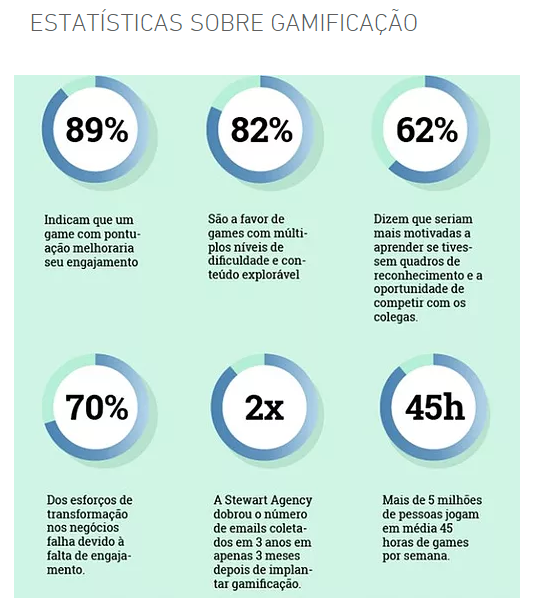 ESTATÍSTICAS SOBRE GAMIFICAÇÃO
89%
Indicam que um
game com pontu-
ação melhoraria
seu engajamento
82%
São a favor de
games com múlti-
plos níveis de
dificuldade e con-
teúdo explorável
62%
Dizem que seriam
mais motivadas a
aprender se tives-
sem quadros de
reconhecimento e a
oportunidade de
competir com os
colegas.
70%
Dos esforços de
transformação
nos negócios
falha devido à
falta de engaja-
mento.
2x
A Stewart Agency
dobrou o número
de emails coleta-
dos em 3 anos em
apenas 3 meses
depois de implan-
tar gamificação.
45h
Mais de 5 milhões
de pessoas jogam
em média 45
horas de games
por semana.